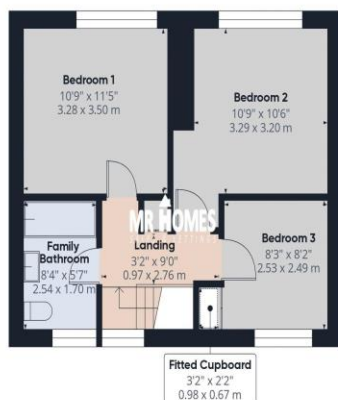 Bedroom 1
10'9" x 11'5"
3.28 x 3.50 m
Bedroom 2
10'9" x 10'6"
3.29 x 3.20 m
MR HOMES
Family
Bathroom
8'4" x 5'7"
2.54 x 1.70 m
Landing
3'2" x 9'0"
0.97 x 2.76 m
Bedroom 3
8'3" x 8'2"
2.53 x 2.49 m
Fitted Cupboard
3'2" x 2'2"
0.98 x 0.67 m